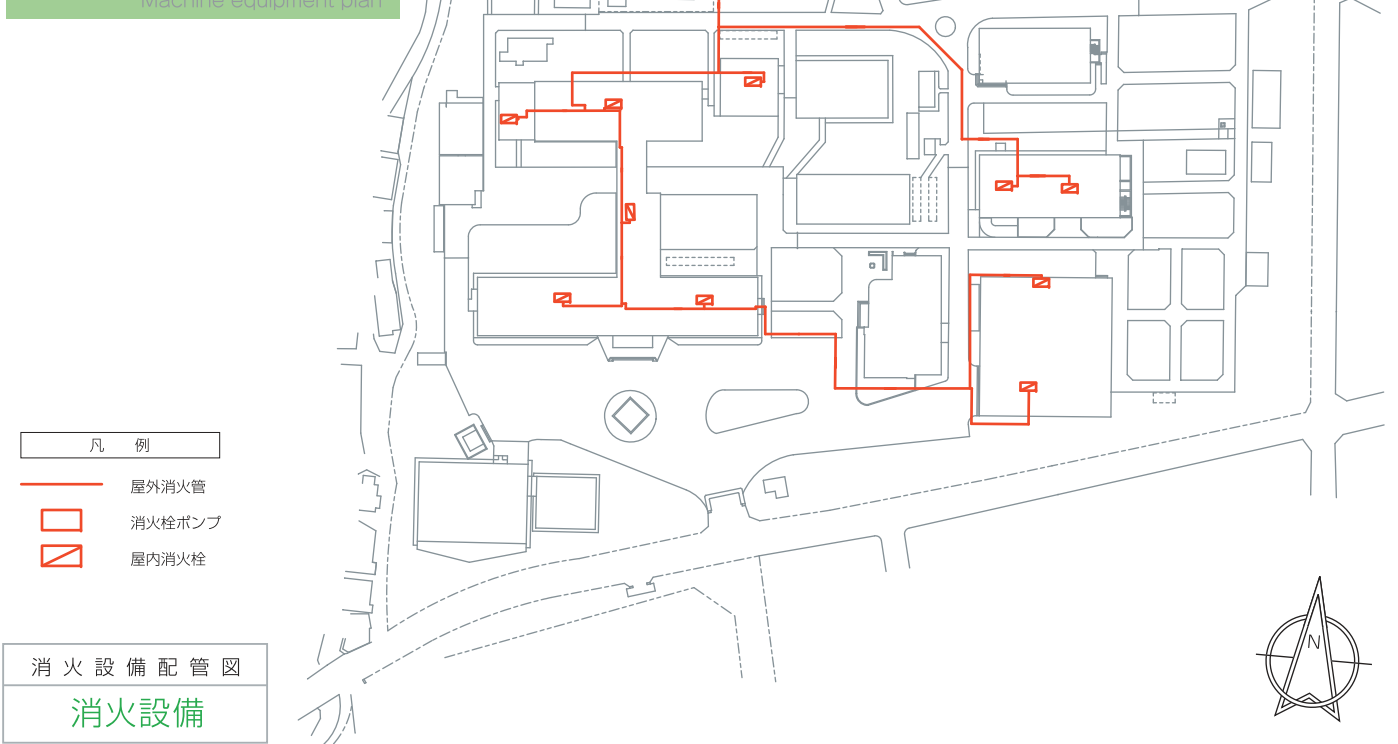 Machine equipment plan
凡 例
屋外消火管
消火栓ポンプ
屋内消火栓
消火設備配管図
消火設備
N